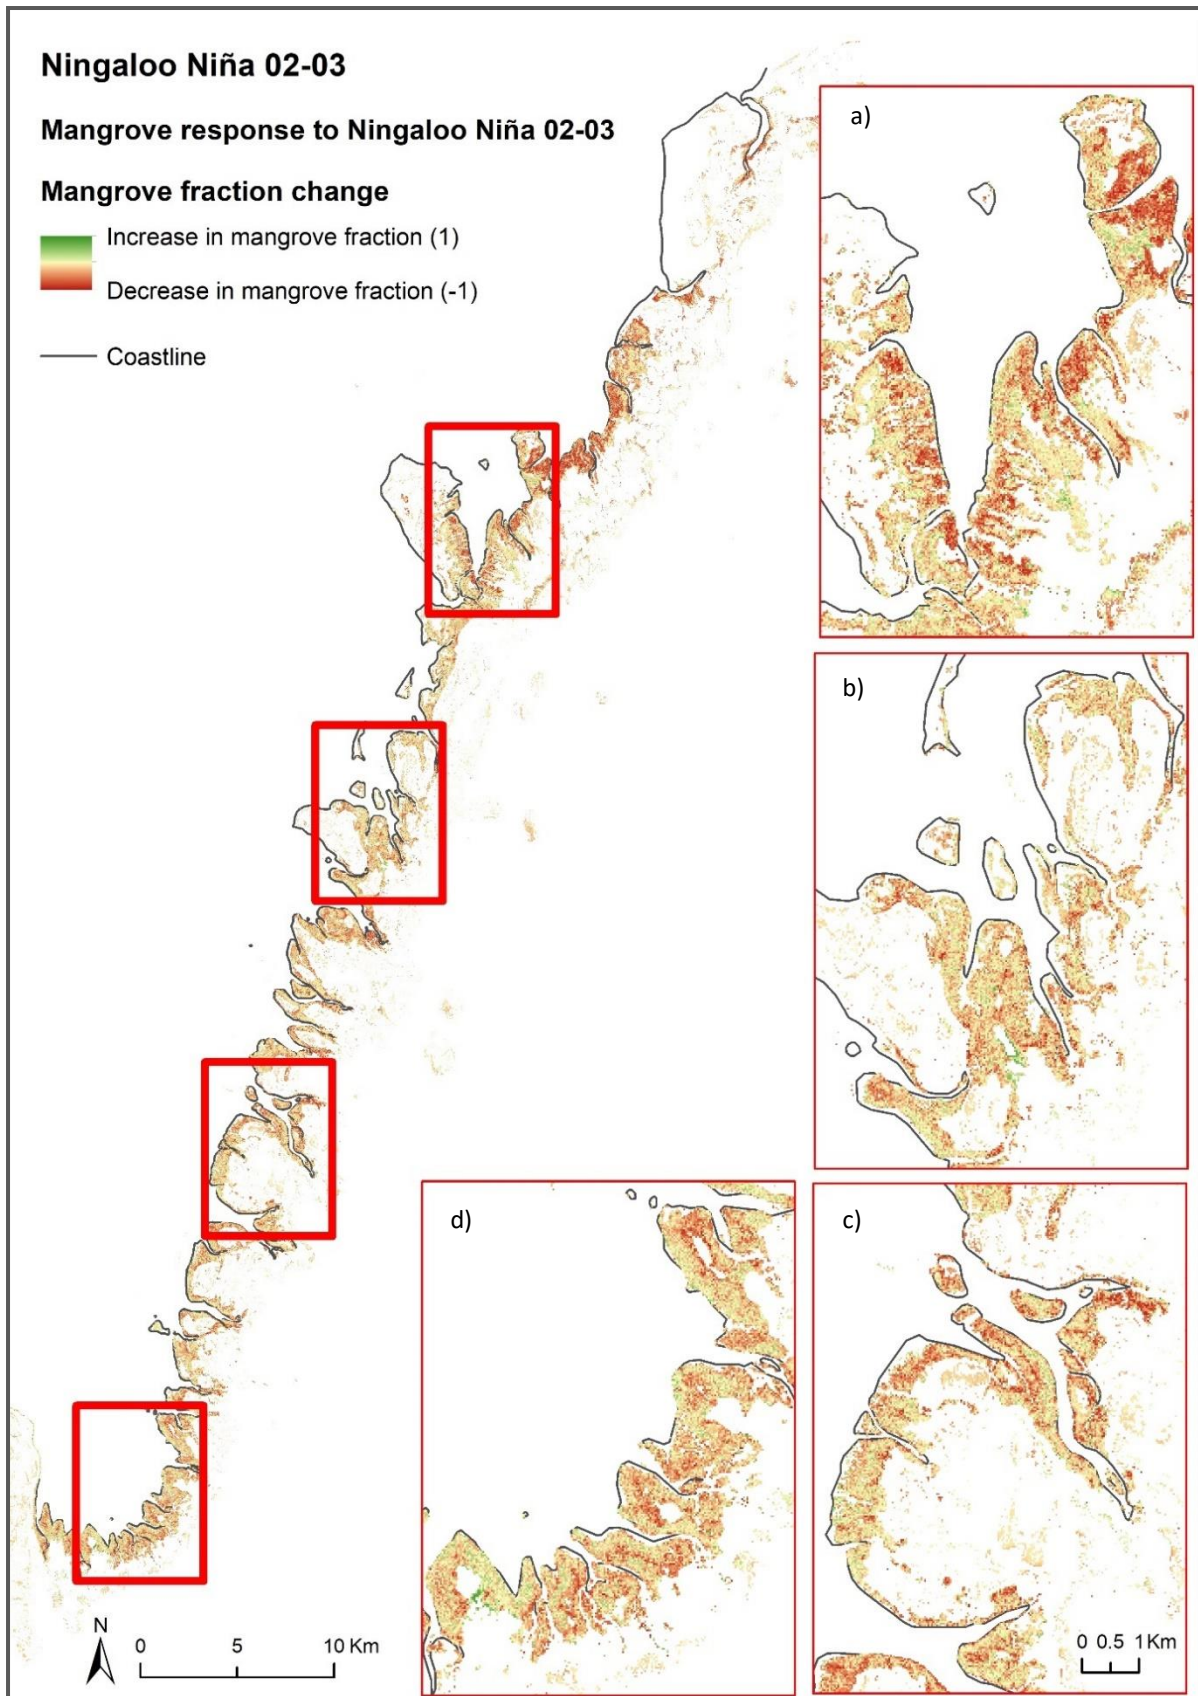 Ningaloo Niña 02-03
Mangrove response to Ningaloo Niña 02-03
Mangrove fraction change
Increase in mangrove fraction (1)
Decrease in mangrove fraction (-1)
Coastline
a)
b)
d)
c)
N
0 5 10 Km
0 0.5 1 Km